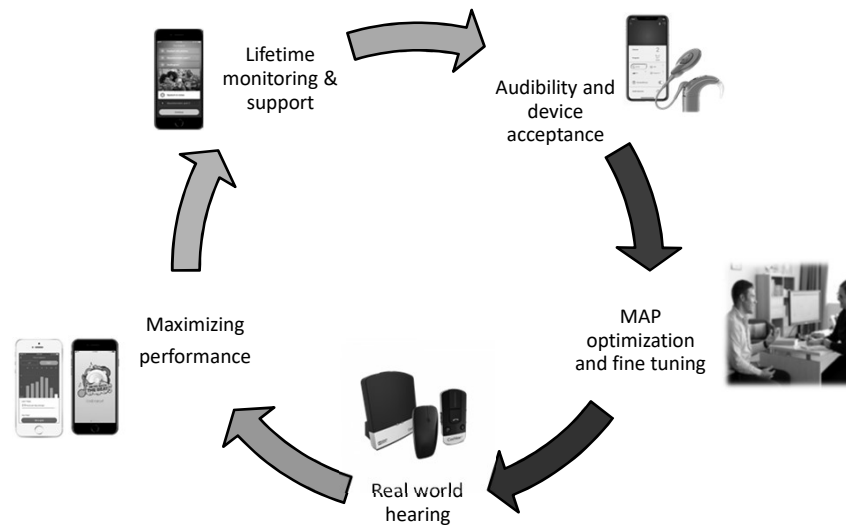 Lifetime
monitoring &
support
Audibility and
device
acceptance
MAP
optimization
and fine tuning
Real world
hearing
Maximizing
performance